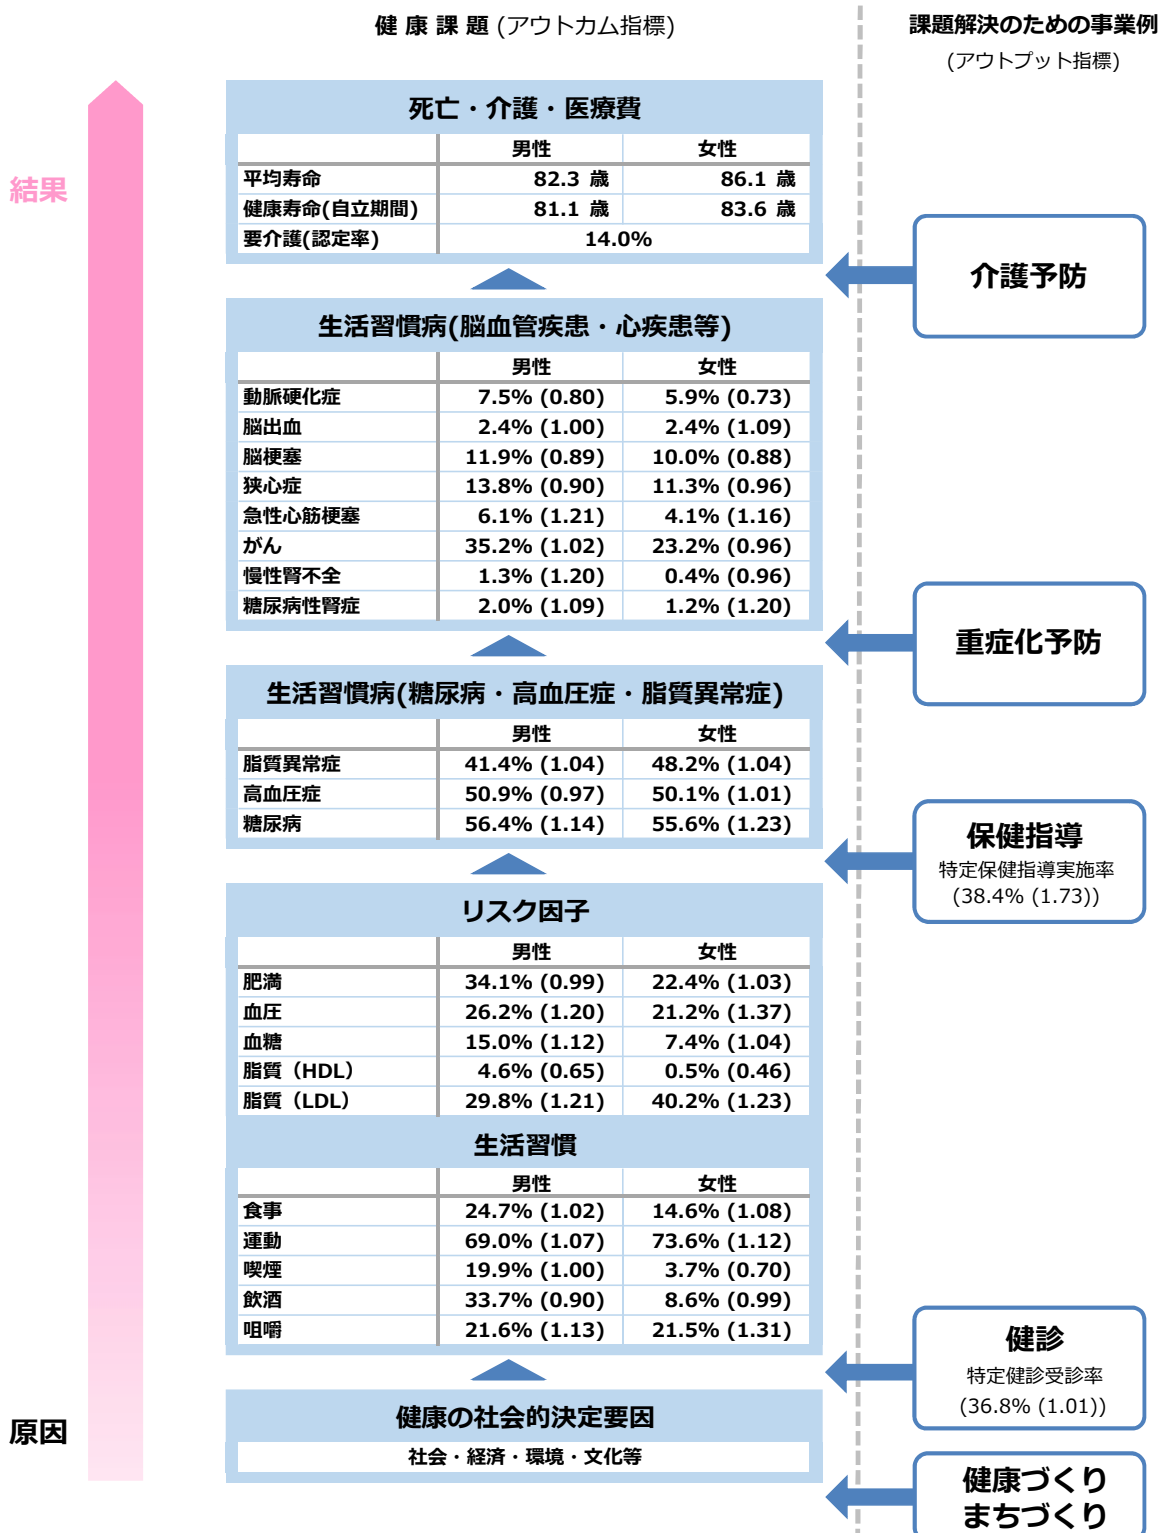 健 康 課 題 (アウトカム指標)
課題解決のための事業例
(アウトプット指標)
結果
原因
死亡・介護・医療費
男性 女性
平均寿命 82.3 歳 86.1 歳
健康寿命(自立期間) 81.1 歳 83.6 歳
要介護(認定率) 14.0%
介護予防
生活習慣病(脳血管疾患・心疾患等)
男性 女性
動脈硬化症 7.5% (0.80) 5.9% (0.73)
脳出血 2.4% (1.00) 2.4% (1.09)
脳梗塞 11.9% (0.89) 10.0% (0.88)
狭心症 13.8% (0.90) 11.3% (0.96)
急性心筋梗塞 6.1% (1.21) 4.1% (1.16)
がん 35.2% (1.02) 23.2% (0.96)
慢性腎不全 1.3% (1.20) 0.4% (0.96)
糖尿病性腎症 2.0% (1.09) 1.2% (1.20)
重症化予防
生活習慣病(糖尿病・高血圧症・脂質異常症)
男性 女性
脂質異常症 41.4% (1.04) 48.2% (1.04)
高血圧症 50.9% (0.97) 50.1% (1.01)
糖尿病 56.4% (1.14) 55.6% (1.23)
保健指導
特定保健指導実施率
(38.4% (1.73))
リスク因子
男性 女性
肥満 34.1% (0.99) 22.4% (1.03)
血圧 26.2% (1.20) 21.2% (1.37)
血糖 15.0% (1.12) 7.4% (1.04)
脂質（HDL） 4.6% (0.65) 0.5% (0.46)
脂質（LDL） 29.8% (1.21) 40.2% (1.23)
生活習慣
男性 女性
食事 24.7% (1.02) 14.6% (1.08)
運動 69.0% (1.07) 73.6% (1.12)
喫煙 19.9% (1.00) 3.7% (0.70)
飲酒 33.7% (0.90) 8.6% (0.99)
咀嚼 21.6% (1.13) 21.5% (1.31)
健診
特定健診受診率
(36.8% (1.01))
健康の社会的決定要因
社会・経済・環境・文化等
健康づくり
まちづくり